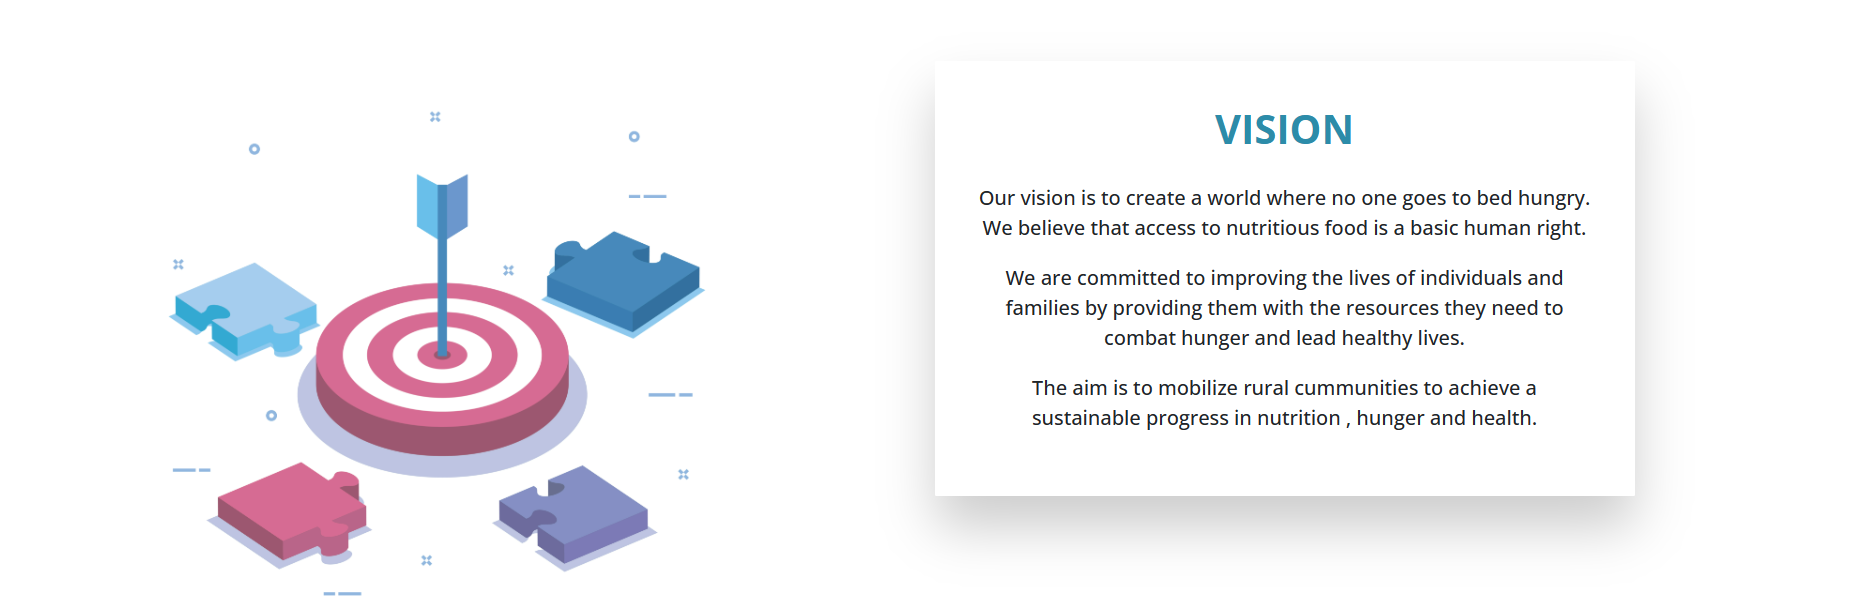 VISION
Our vision is to create a world where no one goes to bed hungry.
We believe that access to nutritious food is a basic human right.
We are committed to improving the lives of individuals and
families by providing them with the resources they need to
combat hunger and lead healthy lives.
The aim is to mobilize rural cummunities to achieve a
sustainable progress in nutrition , hunger and health.